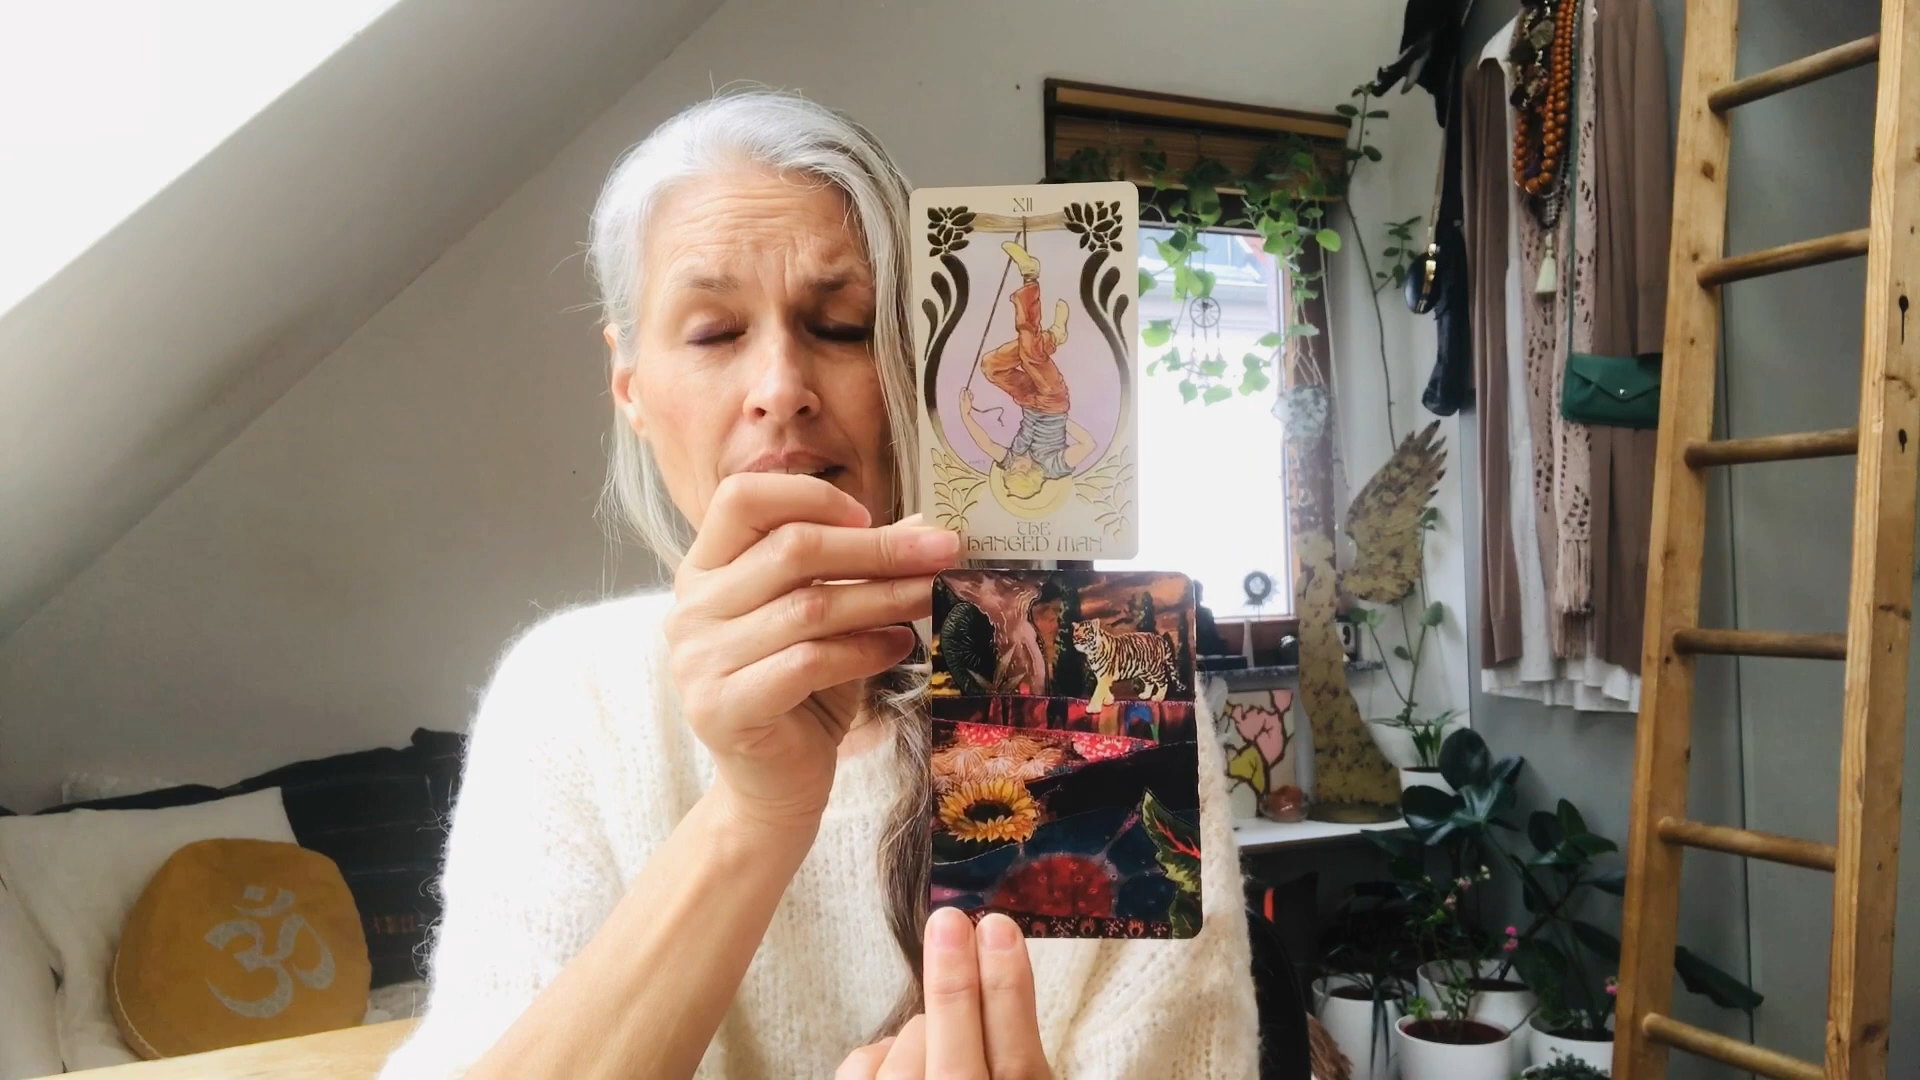 XII
THE
HANGED MAN
ॐ